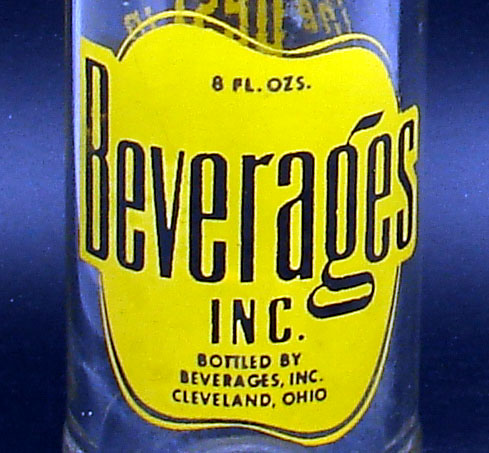 8 FL. OZS.
Beverages
INC.
BOTTLED BY
BEVERAGES, INC.
CLEVELAND, OHIO